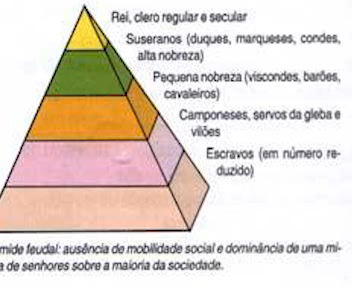 Rei, clero regular e secular
Suseranos (duques, marqueses, condes,
alta nobreza)
Pequena nobreza (viscondes, barões,
cavaleiros)
Camponeses, servos da gleba e
vilões
Escravos (em número re-
duzido)
mide feudal: ausência de mobilidade social e dominância de uma mi-
a de senhores sobre a maioria da sociedade.